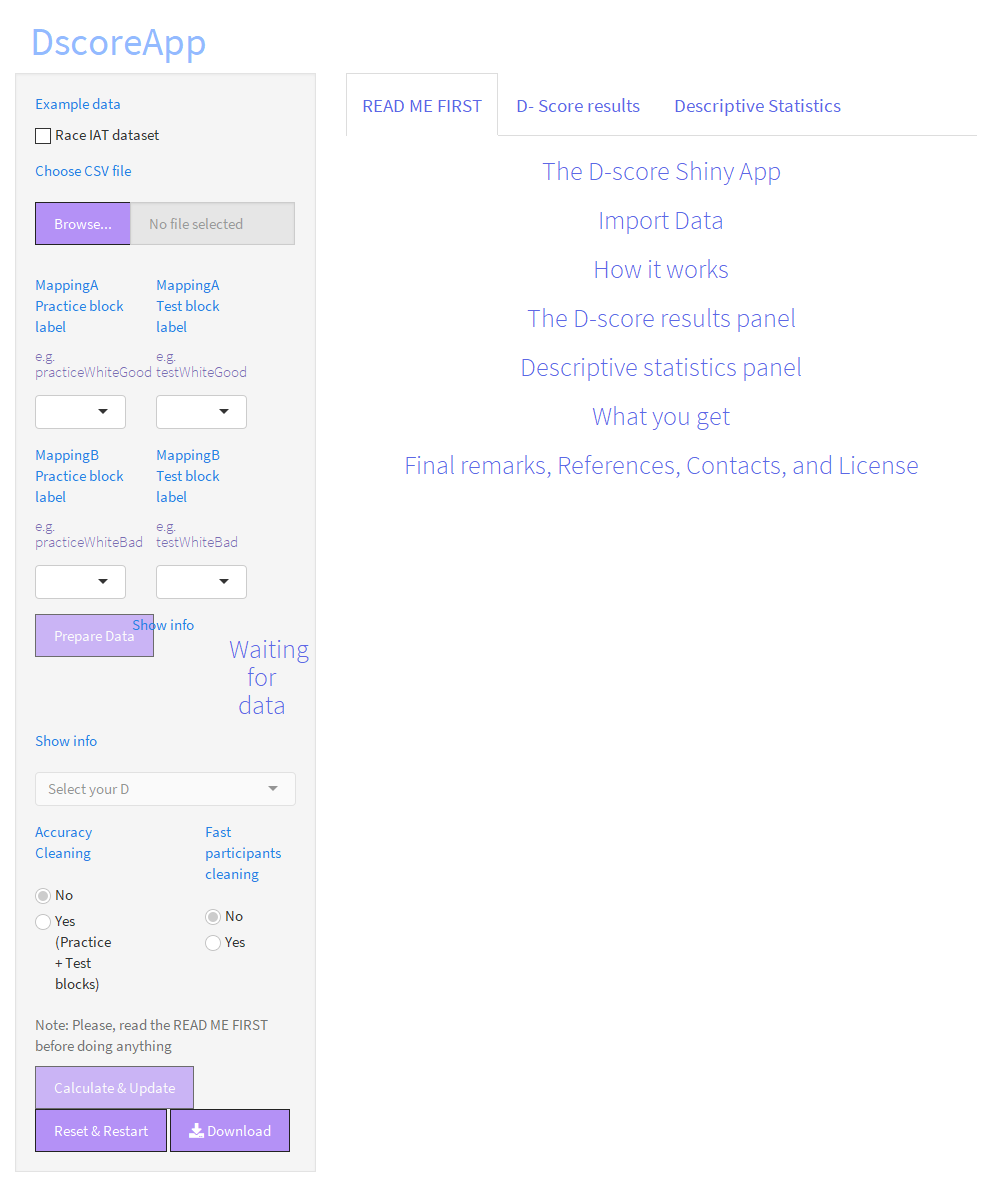 DscoreApp
Example data
Race IAT dataset
Choose CSV file
Browse...
No file selected
MappingA
Practice block
label
e.g.
practiceWhiteGood
MappingA
Test block
label
e.g.
testWhiteGood
MappingB
Practice block
label
e.g.
practiceWhiteBad
MappingB
Test block
label
e.g.
testWhiteBad
Prepare Data
Show info
Waiting
for
data
Show info
Select your D
Accuracy
Cleaning
No
Yes
(Practice
+ Test
blocks)
Fast
participants
cleaning
No
Yes
Note: Please, read the READ ME FIRST
before doing anything
Calculate & Update
Reset & Restart
Download
READ ME FIRST
D- Score results
Descriptive Statistics
The D-score Shiny App
Import Data
How it works
The D-score results panel
Descriptive statistics panel
What you get
Final remarks, References, Contacts, and License